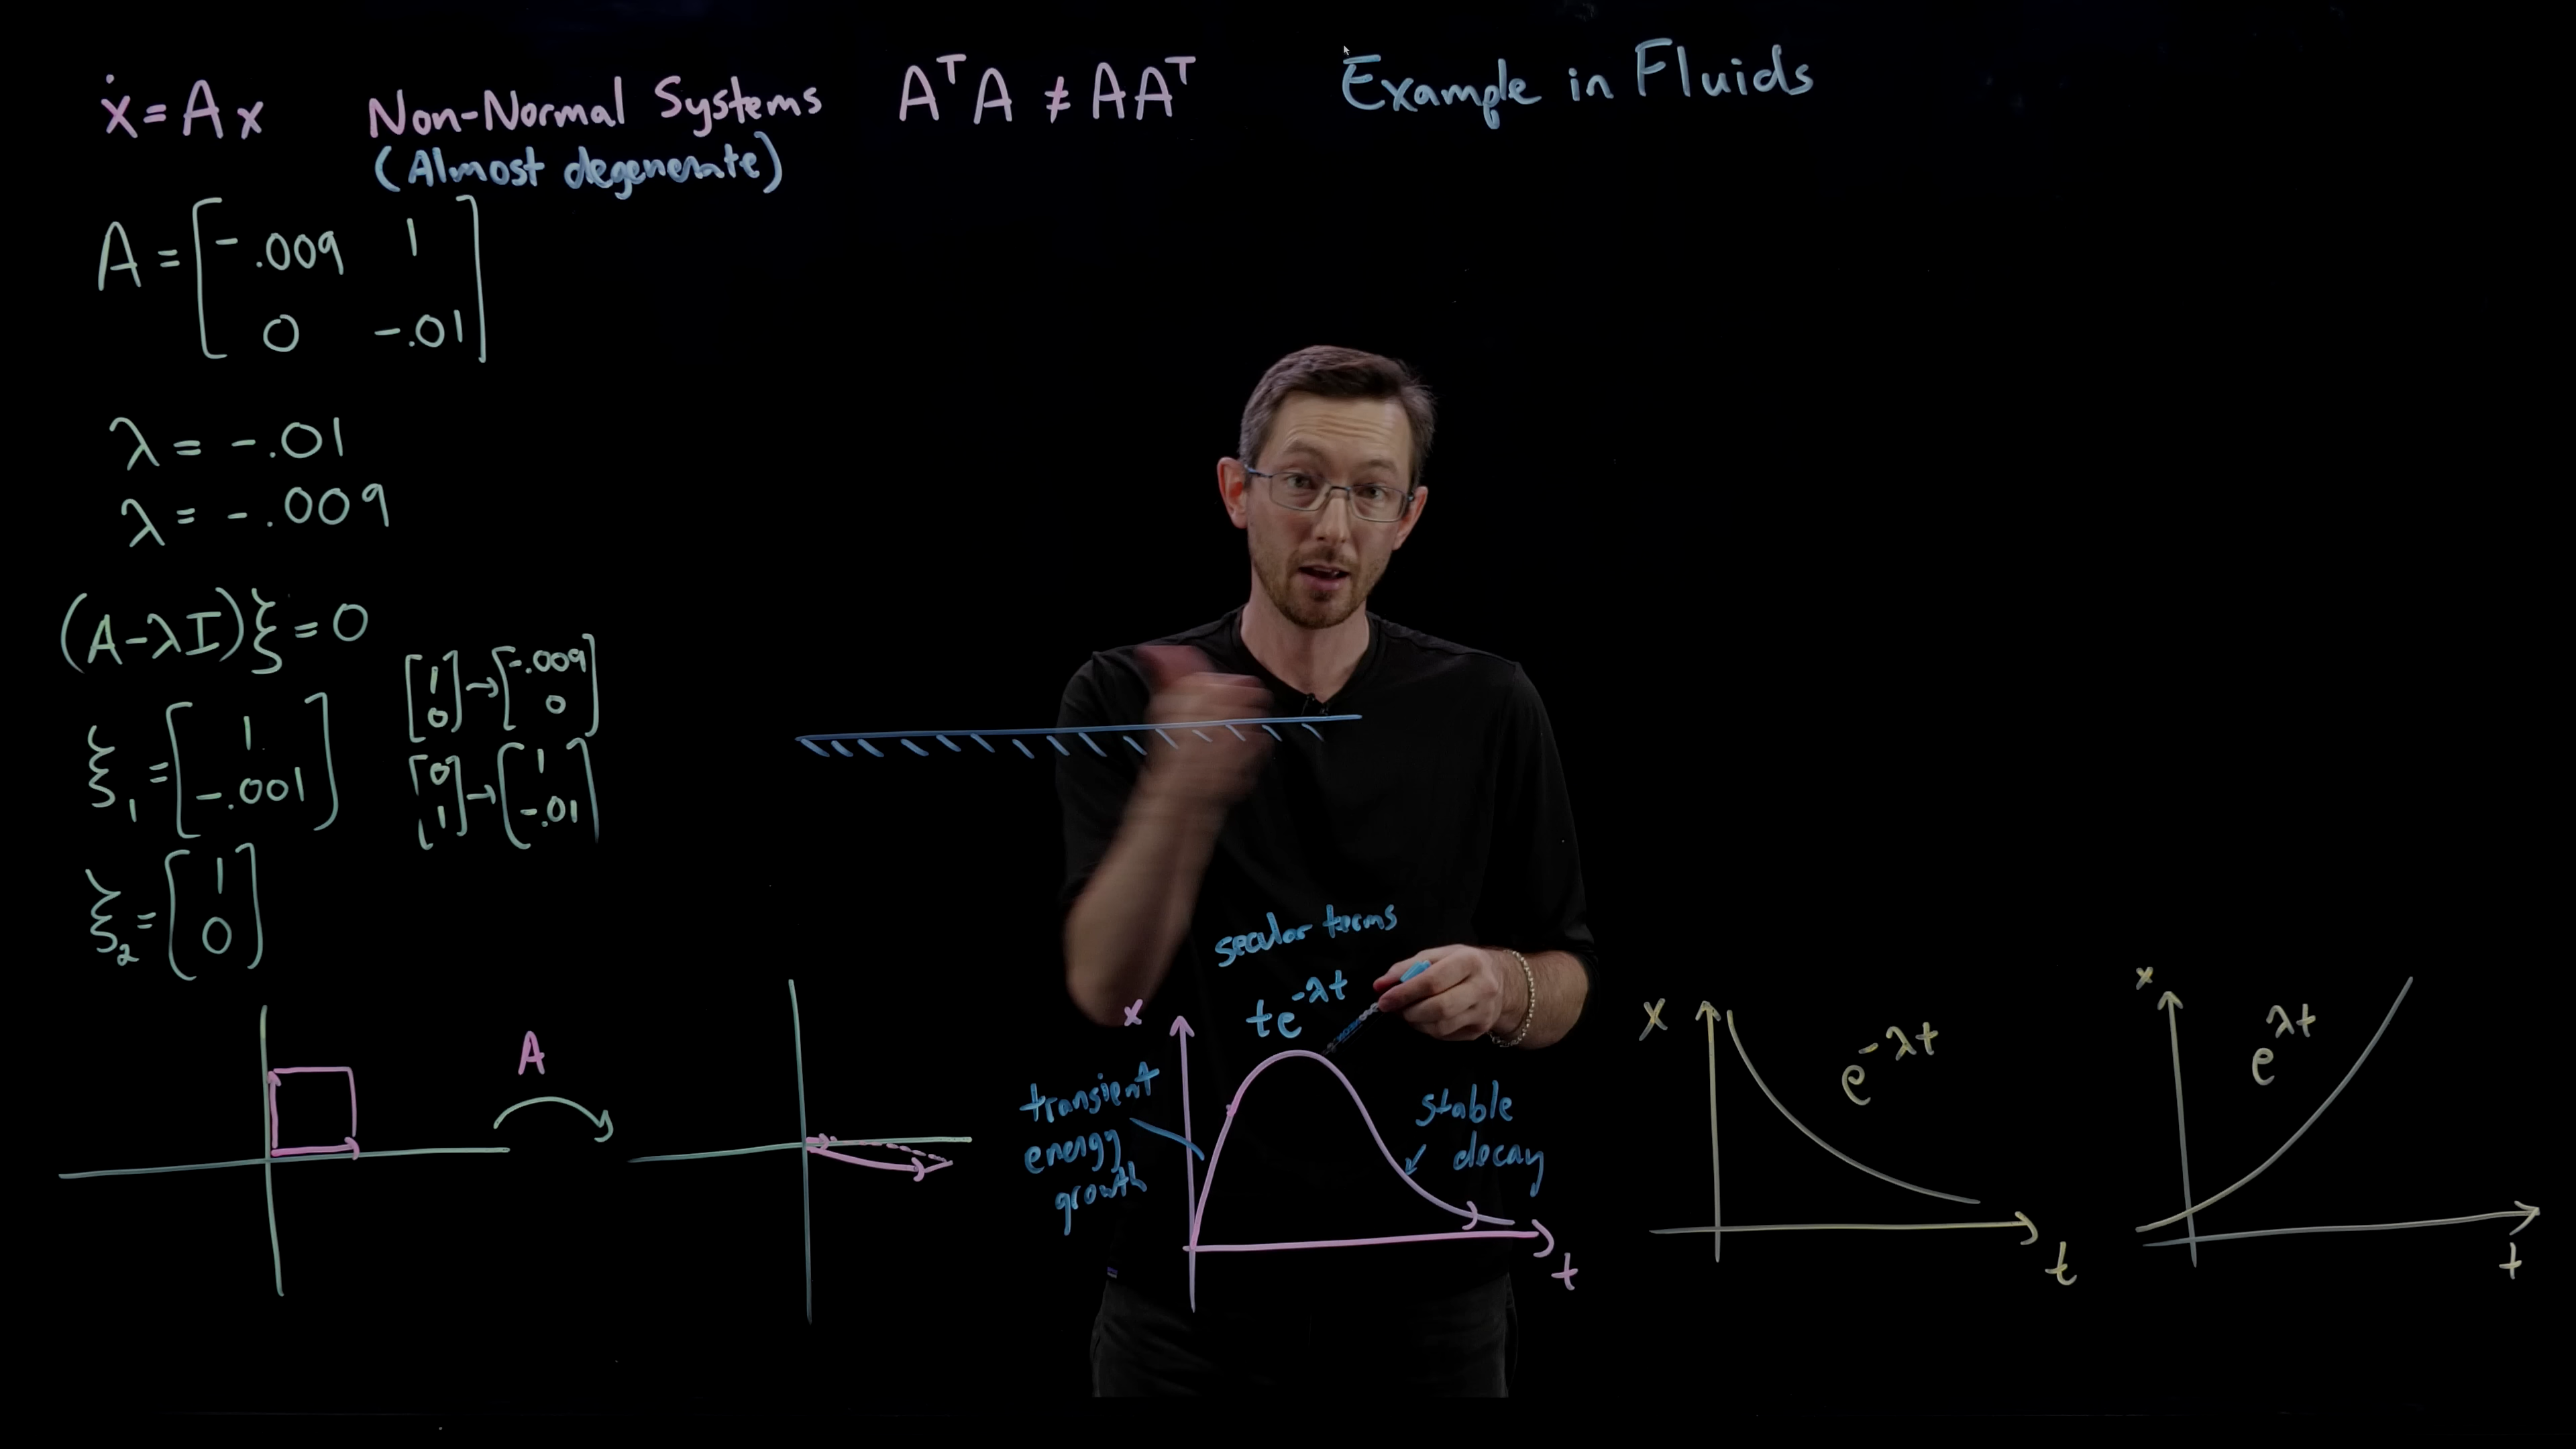 ẋ = Ax
Non-Normal Systems
(Almost degenerate)
AᵀA ≠ AAᵀ
Example in Fluids
A = [-.009 1
0 -.01]
λ = -.01
λ = -.009
(A-λI)ξ = 0
ξ₁ = [1
-.001]
ξ₂ = [1
0]
[1 0] → [-.009 0]
[0 1] → [1 -.01]
A
secular terms
te^-λt
x
transient
energy
growth
stable
decay
t
x
e^-λt
t
x
e^λt
t